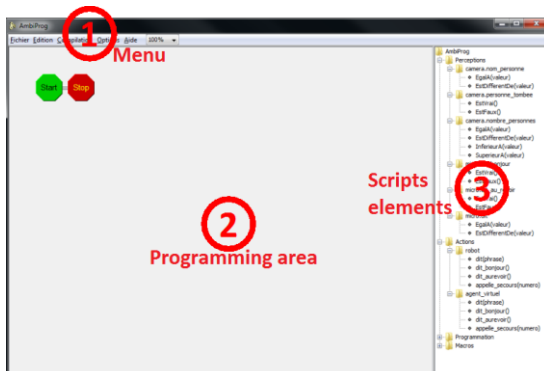 AmbiProg
Fichier Edition Compilation Options Aide 100%
1
Menu
Start Stop
2
Programming area
Scripts
elements
3
AmbiProg
Perceptions
camera.nom_personne
EgalA(valeur)
EstDifferentDe(valeur)
camera.personne_tombee
EstVrai()
EstFaux()
camera.nombre_personnes
EgalA(valeur)
EstDifferentDe(valeur)
InferieurA(valeur)
SuperieurA(valeur)
EstVrai()
EgalA(valeur)
EstDifferentDe(valeur)
Actions
robot
dit(phrase)
dit_bonjour()
dit_aurevoir()
appelle_secours(numero)
agent_virtuel
dit(phrase)
dit_bonjour()
dit_aurevoir()
appelle_secours(numero)
Programmation
Macros